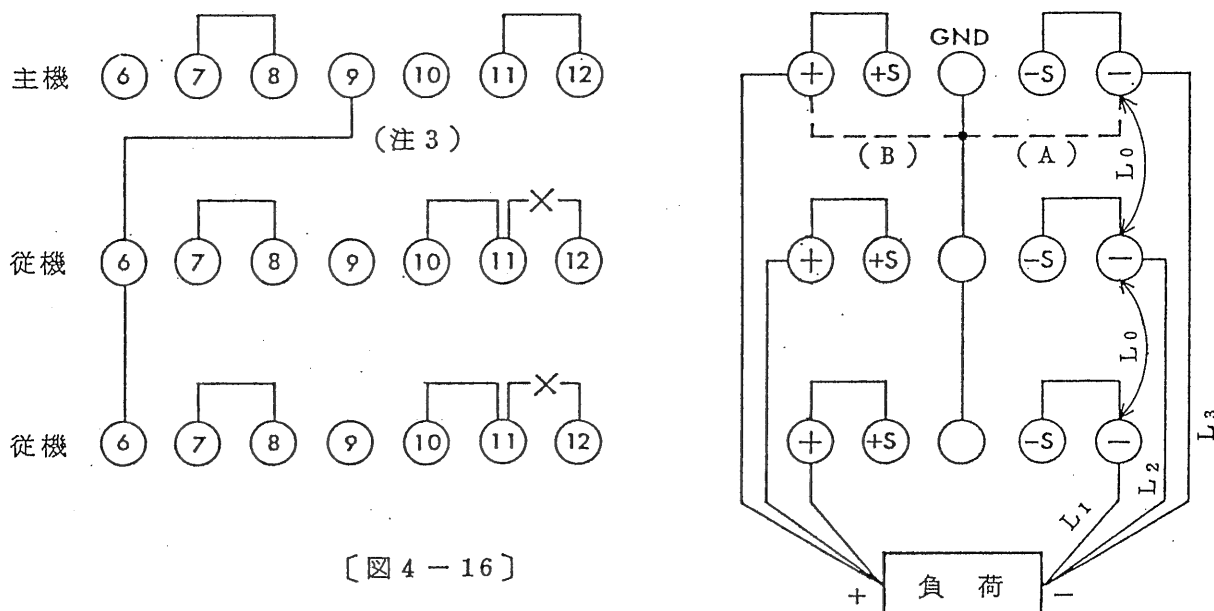 GND
主機 6 7 8 9 10 11 12 + +S -S −
(注3)
(B) (A)
L0
従機 6 7 8 9 10 11 12 + +S -S −
L0
従機 6 7 8 9 10 11 12 + +S -S −
L3
L2
L1
〔図4-16〕
+ 負荷 −